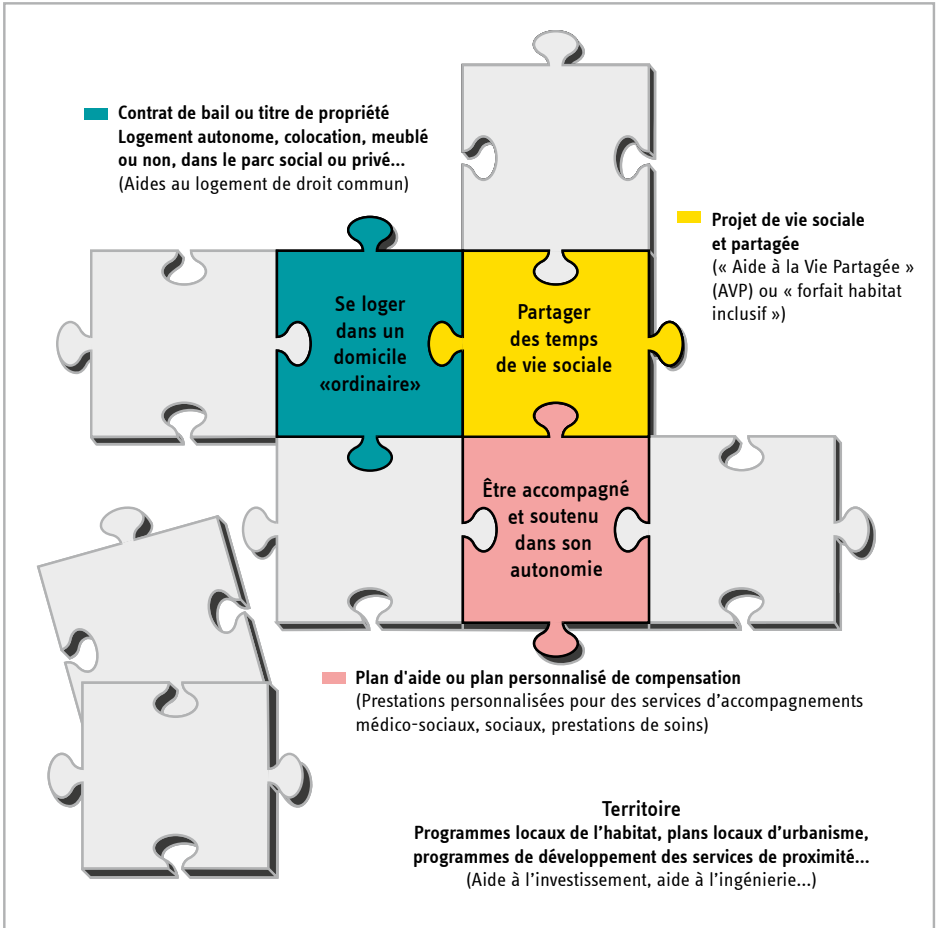 Contrat de bail ou titre de propriété
Logement autonome, colocation, meublé
ou non, dans le parc social ou privé...
(Aides au logement de droit commun)
Projet de vie sociale
et partagée
(« Aide à la Vie Partagée »
(AVP) ou « forfait habitat
inclusif »)
Se loger
dans un
domicile
«ordinaire»
Partager
des temps
de vie sociale
Être accompagné
et soutenu
dans son
autonomie
Plan d'aide ou plan personnalisé de compensation
(Prestations personnalisées pour des services d’accompagnements
médico-sociaux, sociaux, prestations de soins)
Territoire
Programmes locaux de l’habitat, plans locaux d’urbanisme,
programmes de développement des services de proximité...
(Aide à l’investissement, aide à l’ingénierie...)